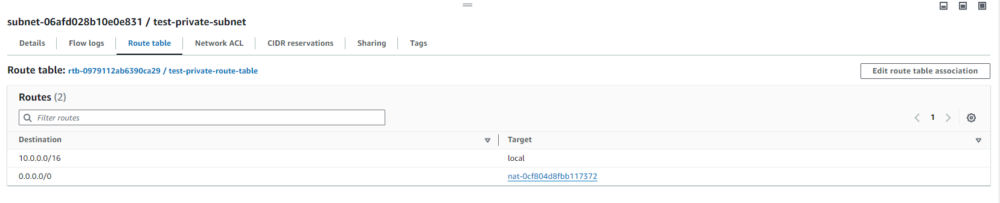 subnet-06afd028b10e0e831 / test-private-subnet
Details Flow logs Route table Network ACL CIDR reservations Sharing Tags
Route table: rtb-0979112ab6390ca29 / test-private-route-table Edit route table association
Routes (2)
Filter routes 1
Destination Target
10.0.0.0/16 local
0.0.0.0/0 nat-0cf804d8fbb117372